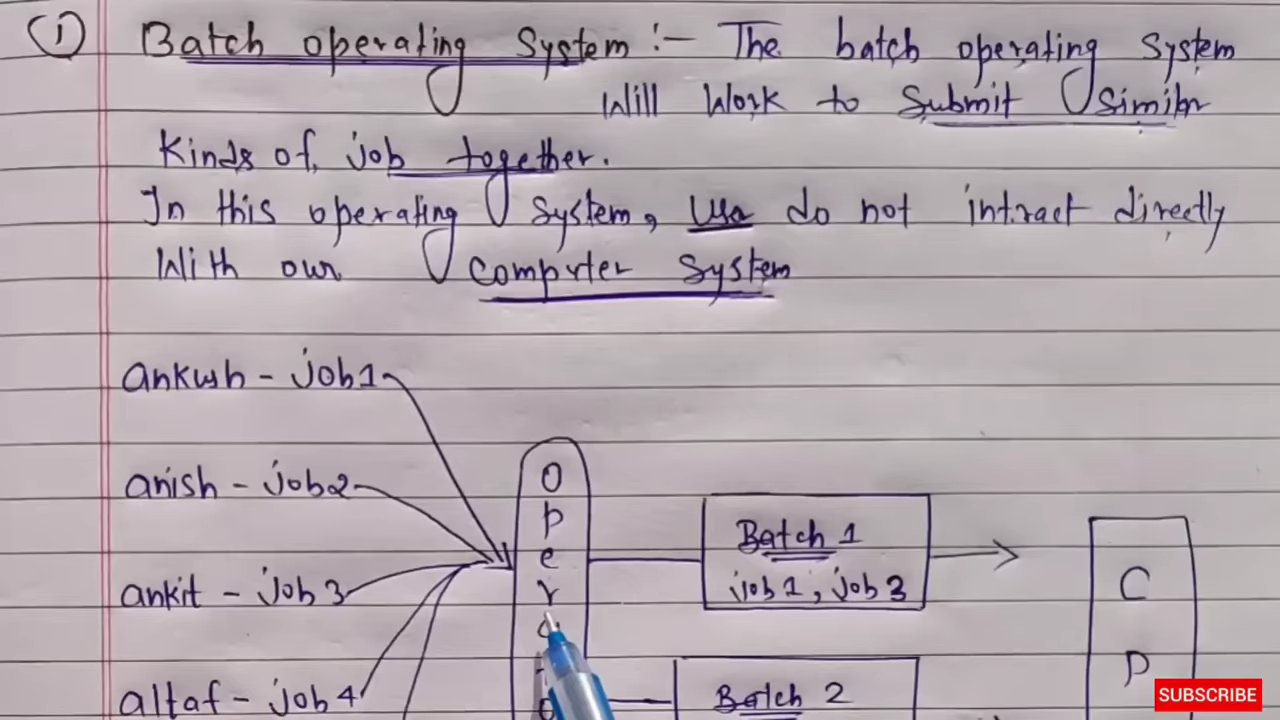 ① Batch operating System :- The batch operating System
Will Work to Submit Similar
Kinds of job together.
In this operating System, User do not intract directly
With our Computer System
ankush - job1
anish - job2
ankit - job3
altaf - job4
Opera
Batch 1
job1, job3
Batch 2
C
P
SUBSCRIBE